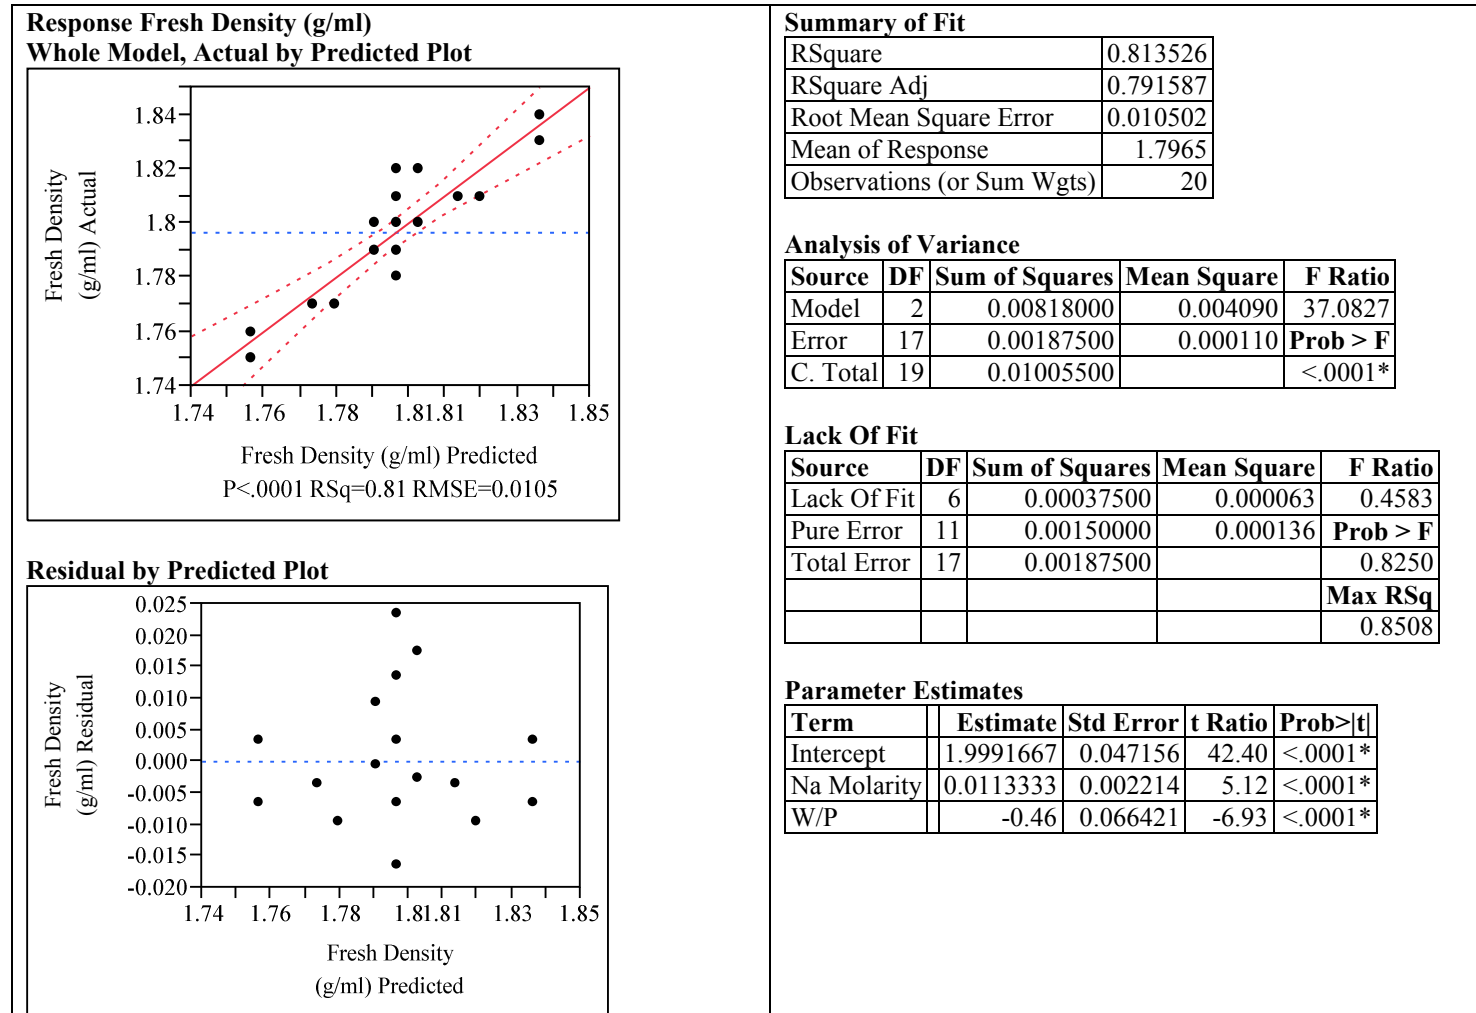 Response Fresh Density (g/ml)
Whole Model, Actual by Predicted Plot
1.84
1.82
1.8
1.78
1.76
1.74
Fresh Density
(g/ml) Actual
1.74 1.76 1.78 1.81 1.81 1.83 1.85
Fresh Density (g/ml) Predicted
P<.0001 RSq=0.81 RMSE=0.0105
Residual by Predicted Plot
0.025
0.020
0.015
0.010
0.005
0.000
-0.005
-0.010
-0.015
-0.020
Fresh Density
(g/ml) Residual
1.74 1.76 1.78 1.81 1.81 1.83 1.85
Fresh Density
(g/ml) Predicted
Summary of Fit
RSquare 0.813526
RSquare Adj 0.791587
Root Mean Square Error 0.010502
Mean of Response 1.7965
Observations (or Sum Wgts) 20
Analysis of Variance
Source DF Sum of Squares Mean Square F Ratio
Model 2 0.00818000 0.004090 37.0827
Error 17 0.00187500 0.000110 Prob > F
C. Total 19 0.01005500 <.0001*
Lack Of Fit
Source DF Sum of Squares Mean Square F Ratio
Lack Of Fit 6 0.00037500 0.000063 0.4583
Pure Error 11 0.00150000 0.000136 Prob > F
Total Error 17 0.00187500 0.8250
Max RSq
0.8508
Parameter Estimates
Term Estimate Std Error t Ratio Prob>|t|
Intercept 1.9991667 0.047156 42.40 <.0001*
Na Molarity 0.0113333 0.002214 5.12 <.0001*
W/P -0.46 0.066421 -6.93 <.0001*